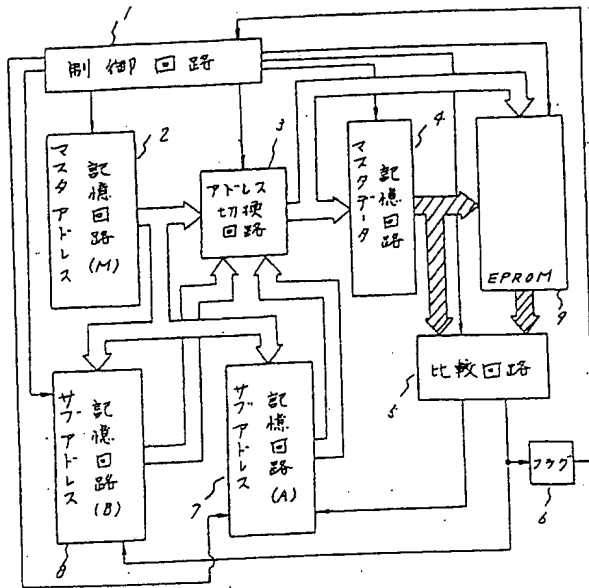 1
制御回路
2
マスタアドレス
記憶回路(M)
3
アドレス
切換
回路
4
マスタデータ
記憶回路
EPROM
9
比較回路
5
サブアドレス
記憶回路(B)
8
サブアドレス
記憶回路(A)
7
フラグ
6